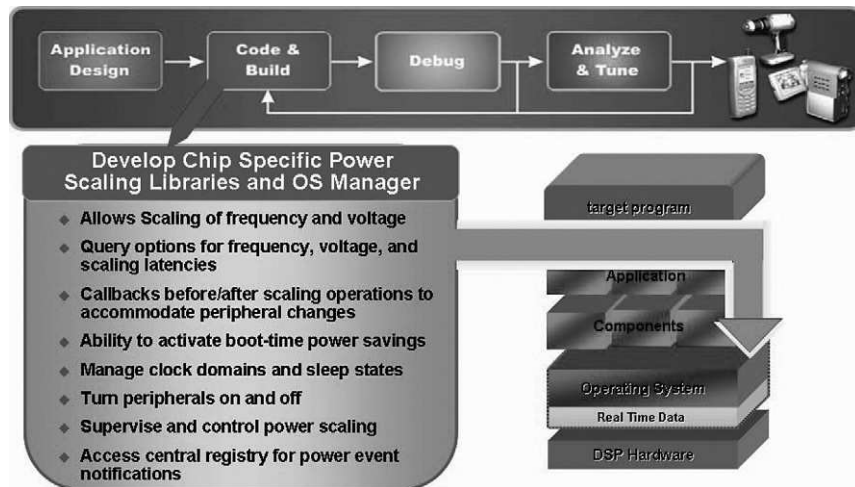 Application
Design
Code &
Build
Debug
Analyze
& Tune
Develop Chip Specific Power
Scaling Libraries and OS Manager
Allows Scaling of frequency and voltage
Query options for frequency, voltage, and
scaling latencies
Callbacks before/after scaling operations to
accommodate peripheral changes
Ability to activate boot-time power savings
Manage clock domains and sleep states
Turn peripherals on and off
Supervise and control power scaling
Access central registry for power event
notifications
target program
Application
Components
Operating System
Real Time Data
DSP Hardware